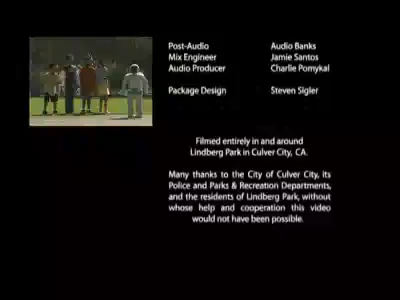 Post-Audio Audio Banks
Mix Engineer Jamie Santos
Audio Producer Charlie Pomykal
Package Design Steven Sigler
Filmed entirely in and around
Lindberg Park in Culver City, CA.
Many thanks to the City of Culver City, its
Police and Parks & Recreation Departments,
and the residents of Lindberg Park, without
whose help and cooperation this video
would not have been possible.